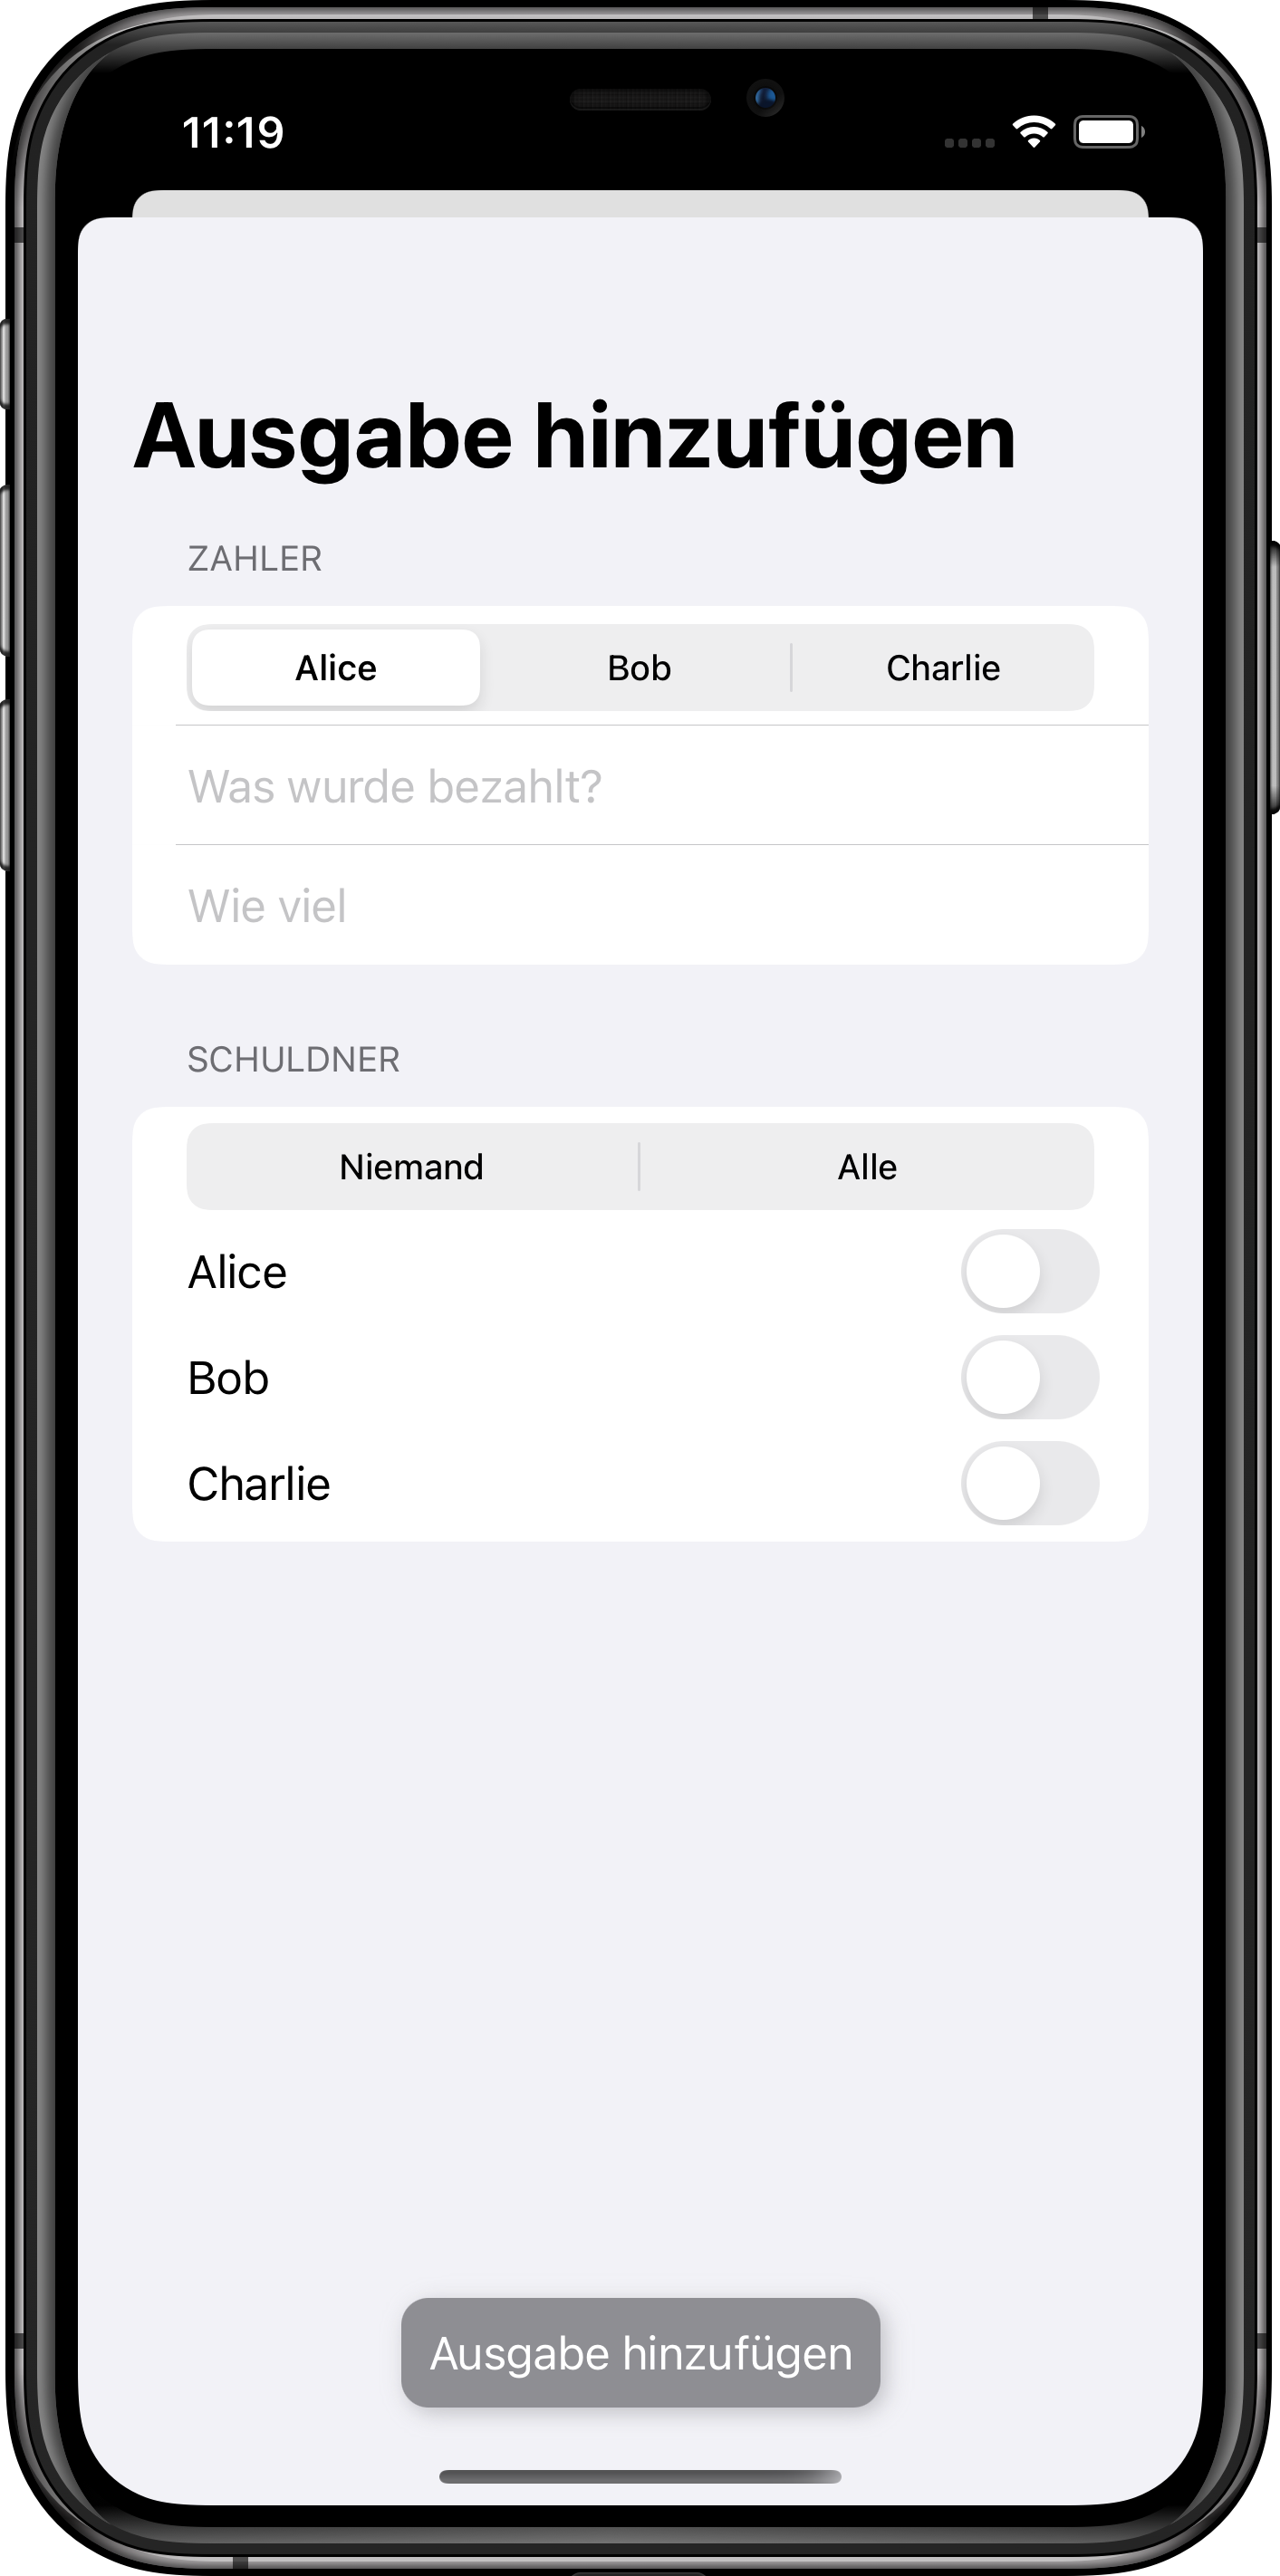 11:19
Ausgabe hinzufügen
ZAHLER
Alice Bob Charlie
Was wurde bezahlt?
Wie viel
SCHULDNER
Niemand Alle
Alice
Bob
Charlie
Ausgabe hinzufügen